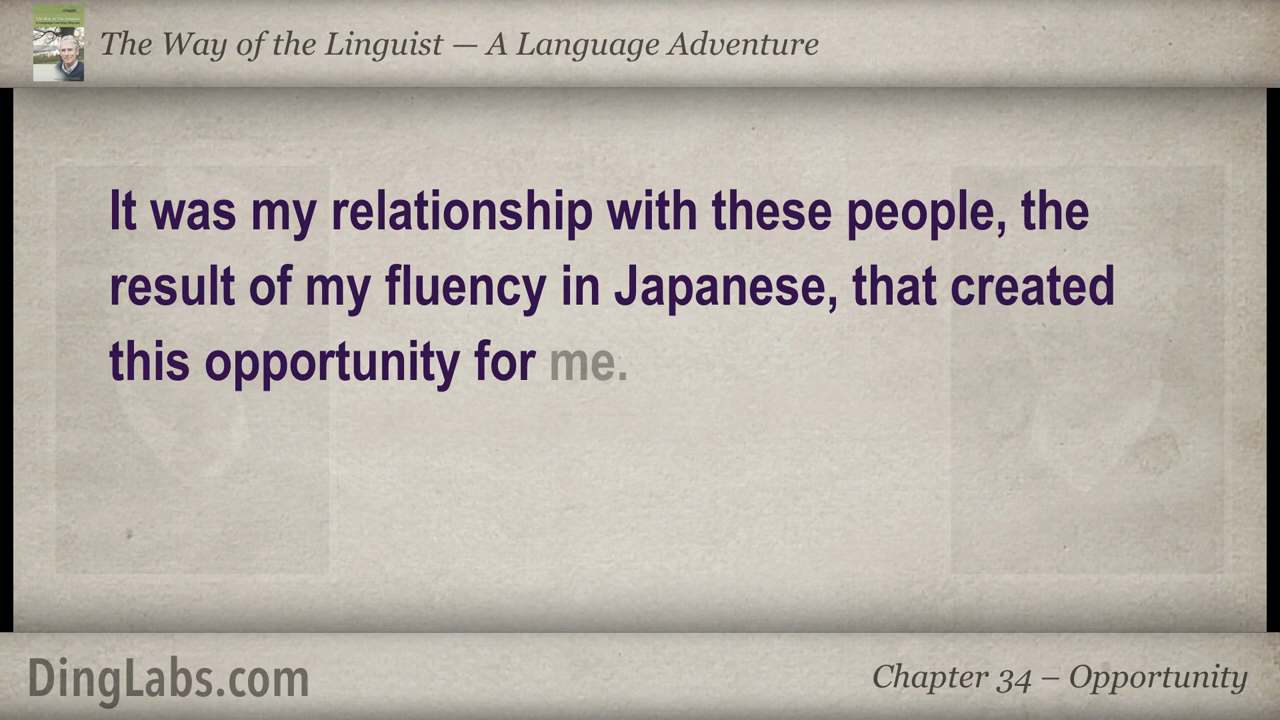 The Way of the Linguist — A Language Adventure
It was my relationship with these people, the
result of my fluency in Japanese, that created
this opportunity for me.
DingLabs.com
Chapter 34 – Opportunity